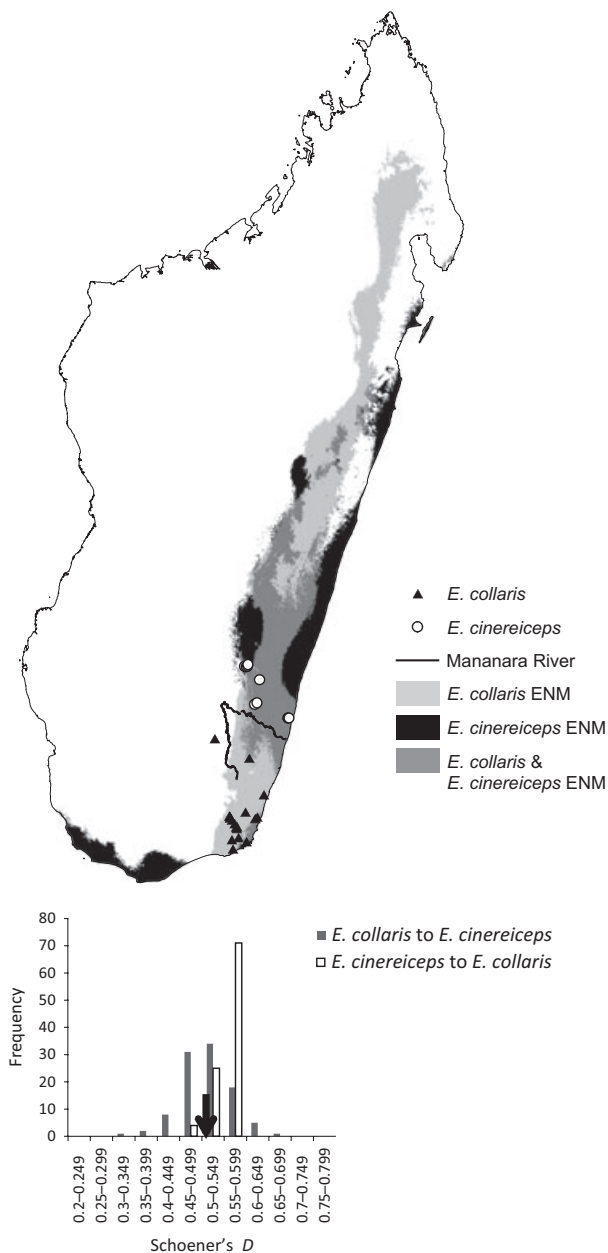 E. collaris
E. cinereiceps
Mananara River
E. collaris ENM
E. cinereiceps ENM
E. collaris &
E. cinereiceps ENM
E. collaris to E. cinereiceps
E. cinereiceps to E. collaris
Frequency
80
70
60
50
40
30
20
10
0
0.2–0.249
0.25–0.299
0.3–0.349
0.35–0.399
0.4–0.449
0.45–0.499
0.5–0.549
0.55–0.599
0.6–0.649
0.65–0.699
0.7–0.749
0.75–0.799
Schoener's D